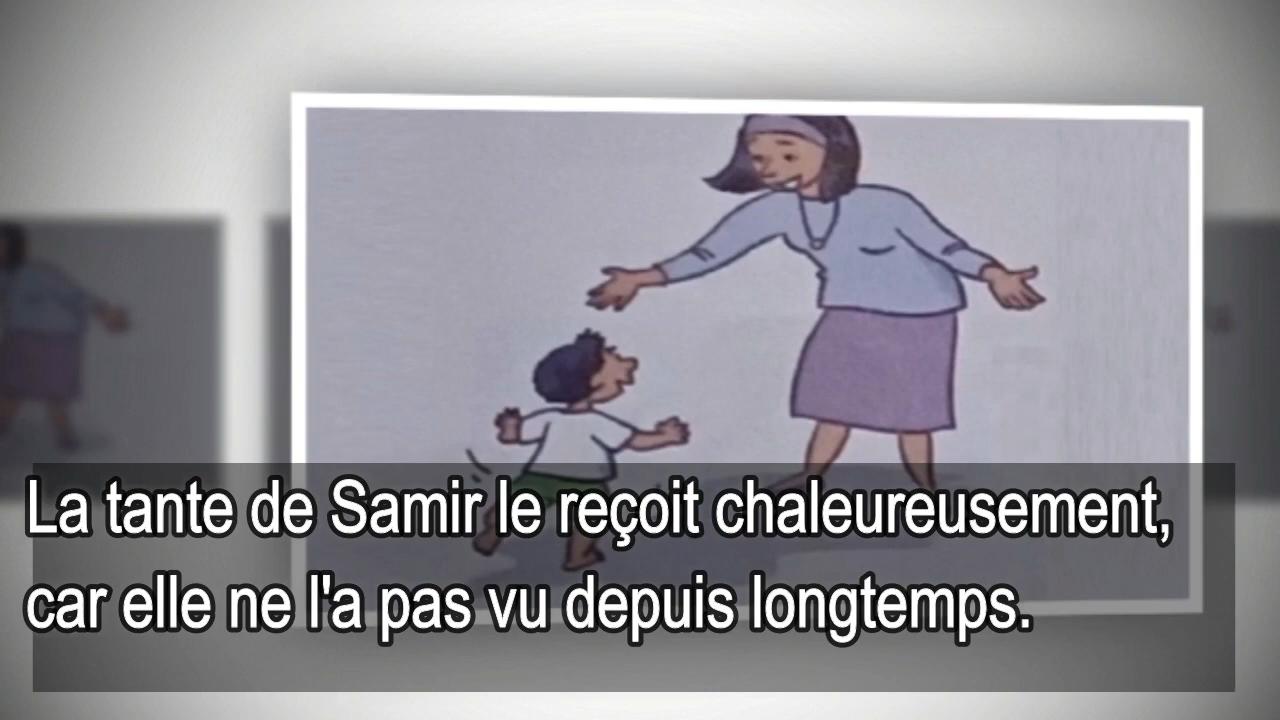 La tante de Samir le reçoit chaleureusement,
car elle ne l'a pas vu depuis longtemps.